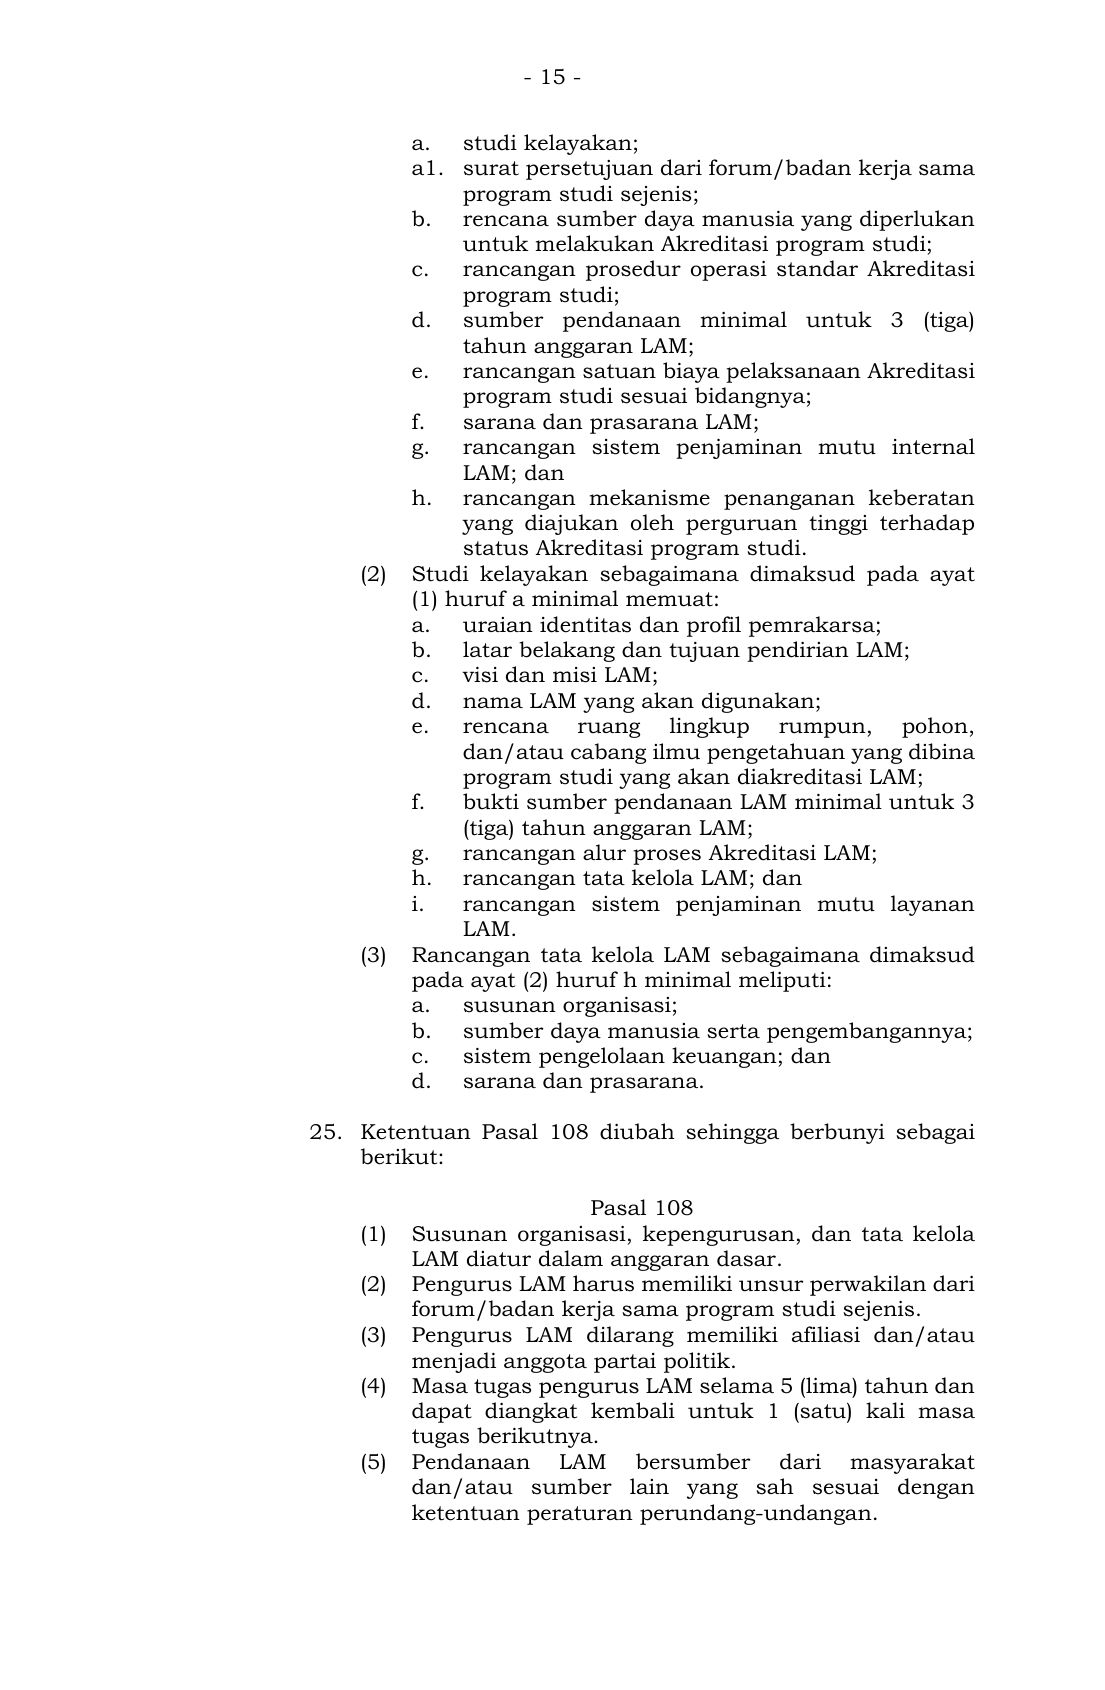 - 15 -
a. studi kelayakan;
a1. surat persetujuan dari forum/badan kerja sama
program studi sejenis;
b. rencana sumber daya manusia yang diperlukan
untuk melakukan Akreditasi program studi;
c. rancangan prosedur operasi standar Akreditasi
program studi;
d. sumber pendanaan minimal untuk 3 (tiga)
tahun anggaran LAM;
e. rancangan satuan biaya pelaksanaan Akreditasi
program studi sesuai bidangnya;
f. sarana dan prasarana LAM;
g. rancangan sistem penjaminan mutu internal
LAM; dan
h. rancangan mekanisme penanganan keberatan
yang diajukan oleh perguruan tinggi terhadap
status Akreditasi program studi.
(2) Studi kelayakan sebagaimana dimaksud pada ayat
(1) huruf a minimal memuat:
a. uraian identitas dan profil pemrakarsa;
b. latar belakang dan tujuan pendirian LAM;
c. visi dan misi LAM;
d. nama LAM yang akan digunakan;
e. rencana ruang lingkup rumpun, pohon,
dan/atau cabang ilmu pengetahuan yang dibina
program studi yang akan diakreditasi LAM;
f. bukti sumber pendanaan LAM minimal untuk 3
(tiga) tahun anggaran LAM;
g. rancangan alur proses Akreditasi LAM;
h. rancangan tata kelola LAM; dan
i. rancangan sistem penjaminan mutu layanan
LAM.
(3) Rancangan tata kelola LAM sebagaimana dimaksud
pada ayat (2) huruf h minimal meliputi:
a. susunan organisasi;
b. sumber daya manusia serta pengembangannya;
c. sistem pengelolaan keuangan; dan
d. sarana dan prasarana.
25. Ketentuan Pasal 108 diubah sehingga berbunyi sebagai
berikut:
Pasal 108
(1) Susunan organisasi, kepengurusan, dan tata kelola
LAM diatur dalam anggaran dasar.
(2) Pengurus LAM harus memiliki unsur perwakilan dari
forum/badan kerja sama program studi sejenis.
(3) Pengurus LAM dilarang memiliki afiliasi dan/atau
menjadi anggota partai politik.
(4) Masa tugas pengurus LAM selama 5 (lima) tahun dan
dapat diangkat kembali untuk 1 (satu) kali masa
tugas berikutnya.
(5) Pendanaan LAM bersumber dari masyarakat
dan/atau sumber lain yang sah sesuai dengan
ketentuan peraturan perundang-undangan.